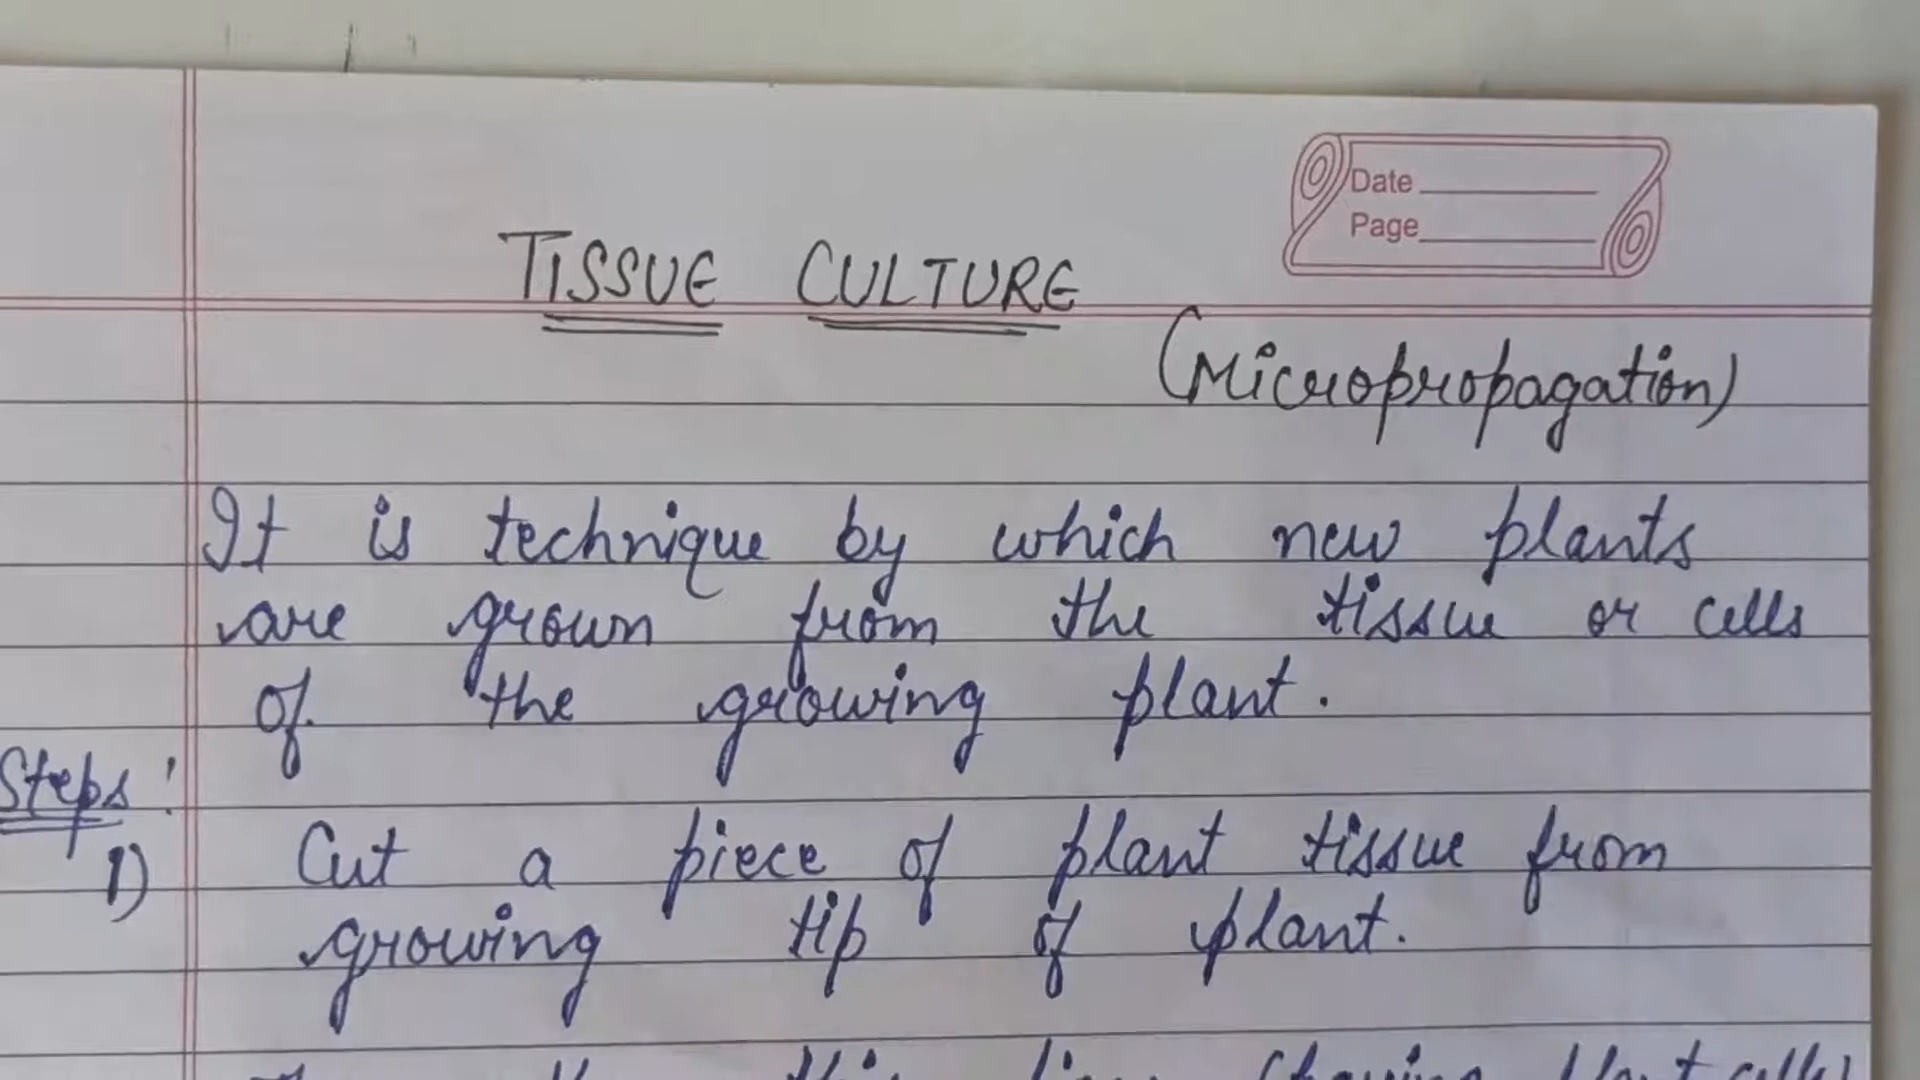 Date
Page
TISSUE CULTURE
(Micropropagation)
It is technique by which new plants
are grown from the tissue or cells
of the growing plant.
Steps:
1) Cut a piece of plant tissue from
growing tip of plant.